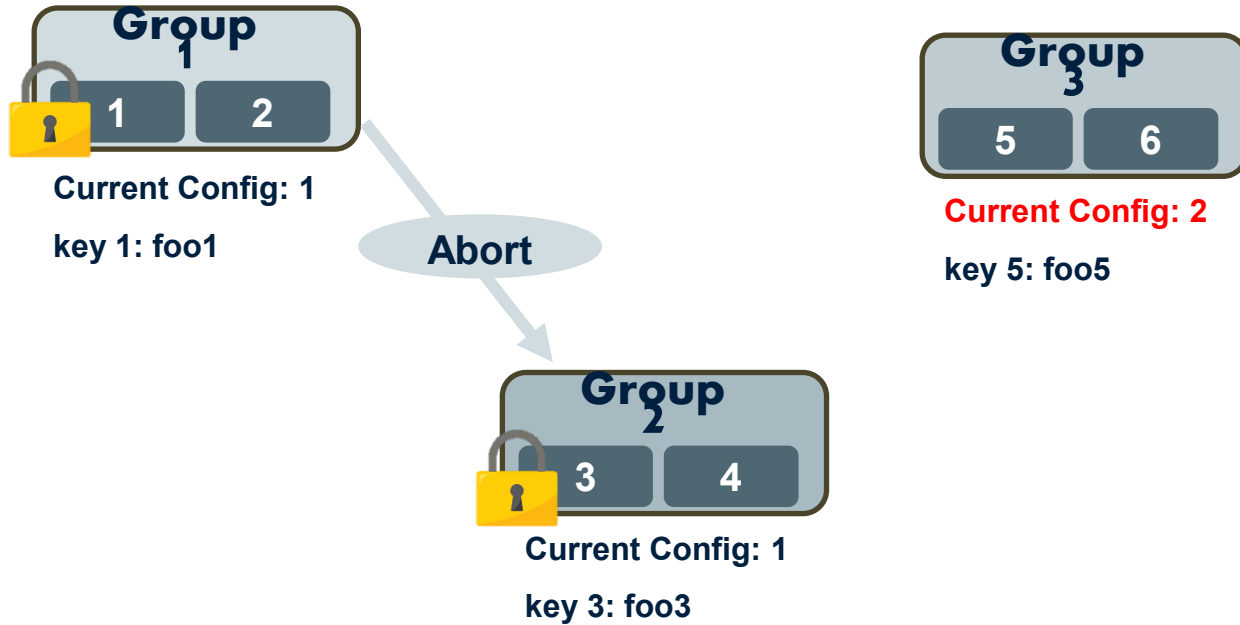 Group
1
1
2
Current Config: 1
key 1: foo1
Abort
Group
3
5
6
Current Config: 2
key 5: foo5
Group
2
3
4
Current Config: 1
key 3: foo3